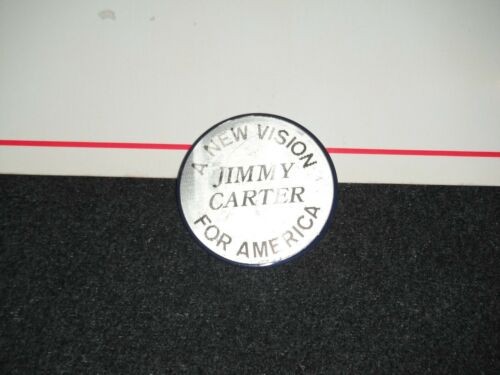 A NEW VISION
JIMMY
CARTER
FOR AMERICA